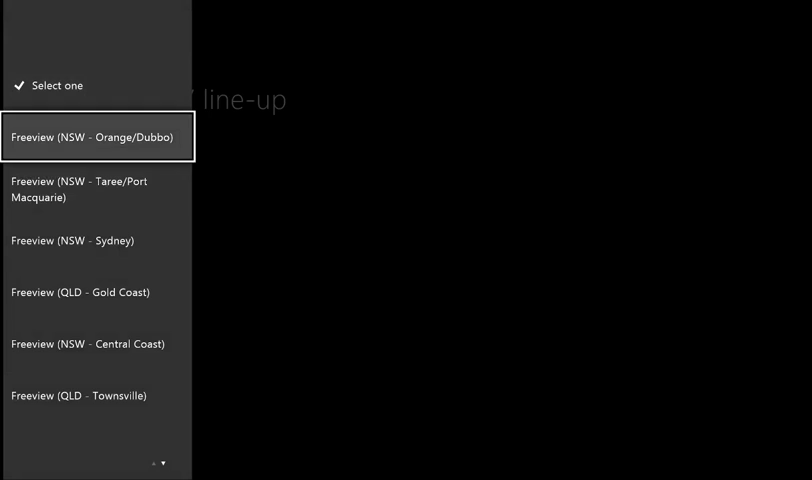 Select one
line-up
Freeview (NSW - Orange/Dubbo)
Freeview (NSW - Taree/Port
Macquarie)
Freeview (NSW - Sydney)
Freeview (QLD - Gold Coast)
Freeview (NSW - Central Coast)
Freeview (QLD - Townsville)